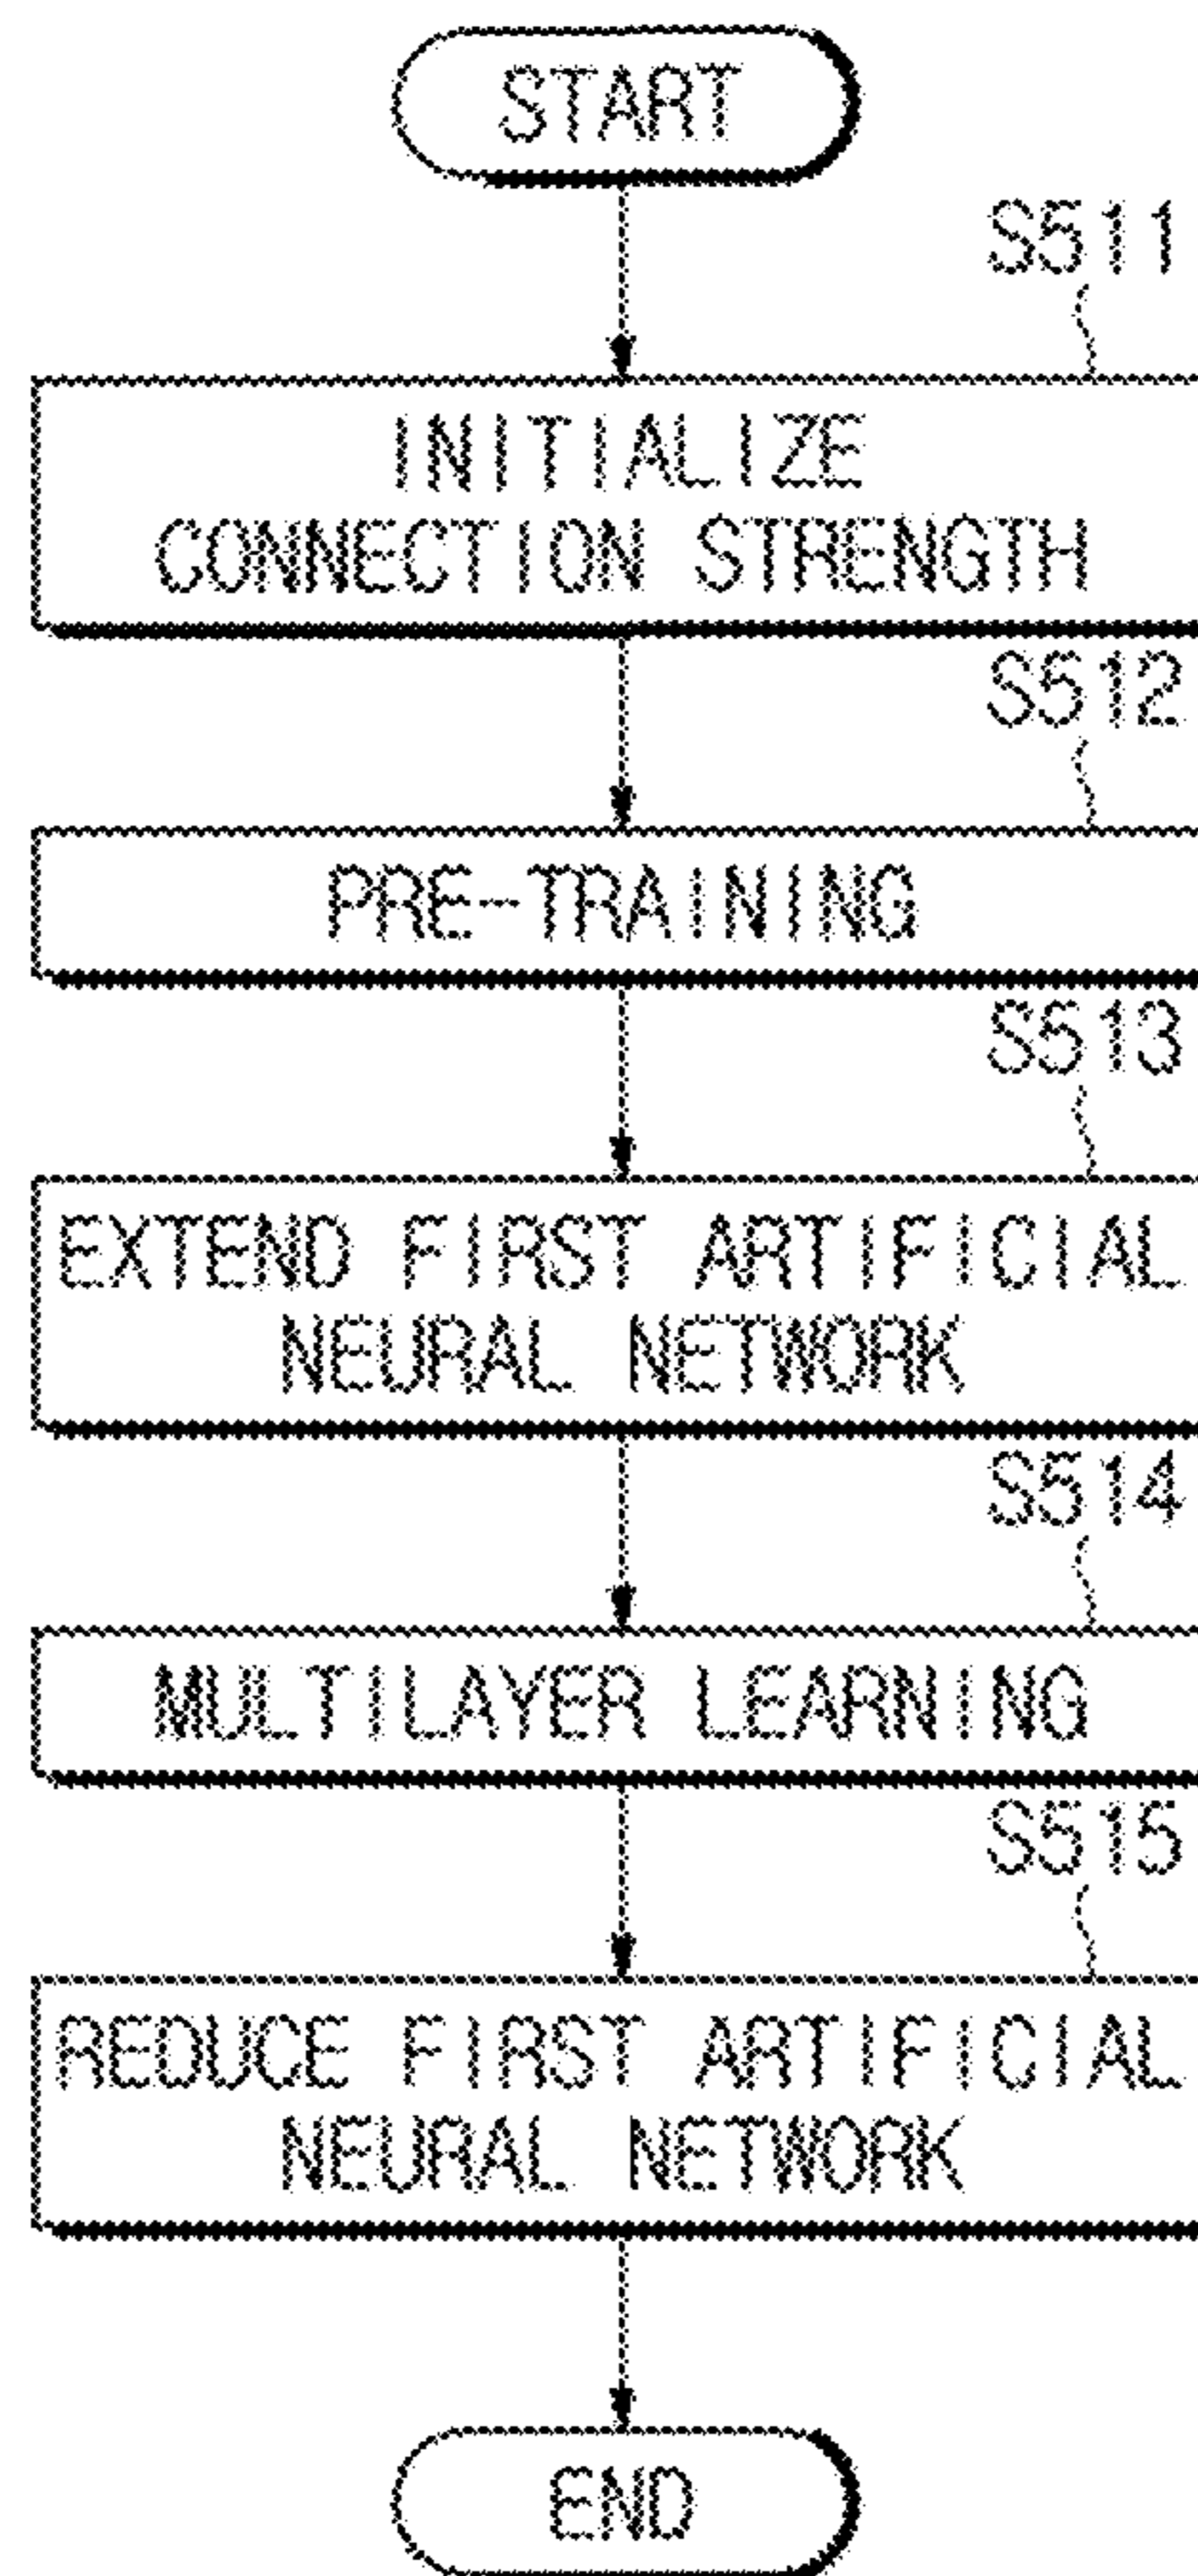 START
S511
INITIALIZE
CONNECTION STRENGTH
S512
PRE-TRAINING
S513
EXTEND FIRST ARTIFICIAL
NEURAL NETWORK
S514
MULTILAYER LEARNING
S515
REDUCE FIRST ARTIFICIAL
NEURAL NETWORK
END